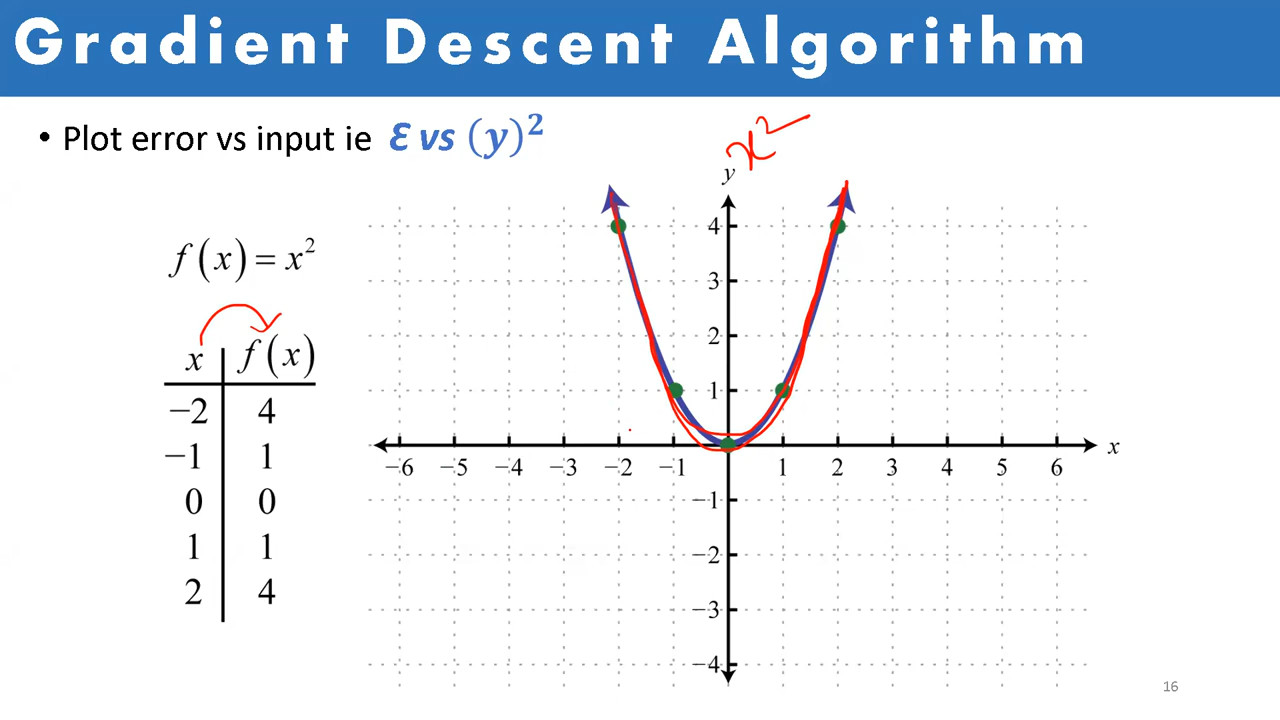 Gradient Descent Algorithm
• Plot error vs input ie ℇ vs (y)²
x²
y
f(x) = x²
x f(x)
−2 4
−1 1
0 0
1 1
2 4
4
3
2
1
−6 −5 −4 −3 −2 −1 1 2 3 4 5 6 x
−1
−2
−3
−4
16